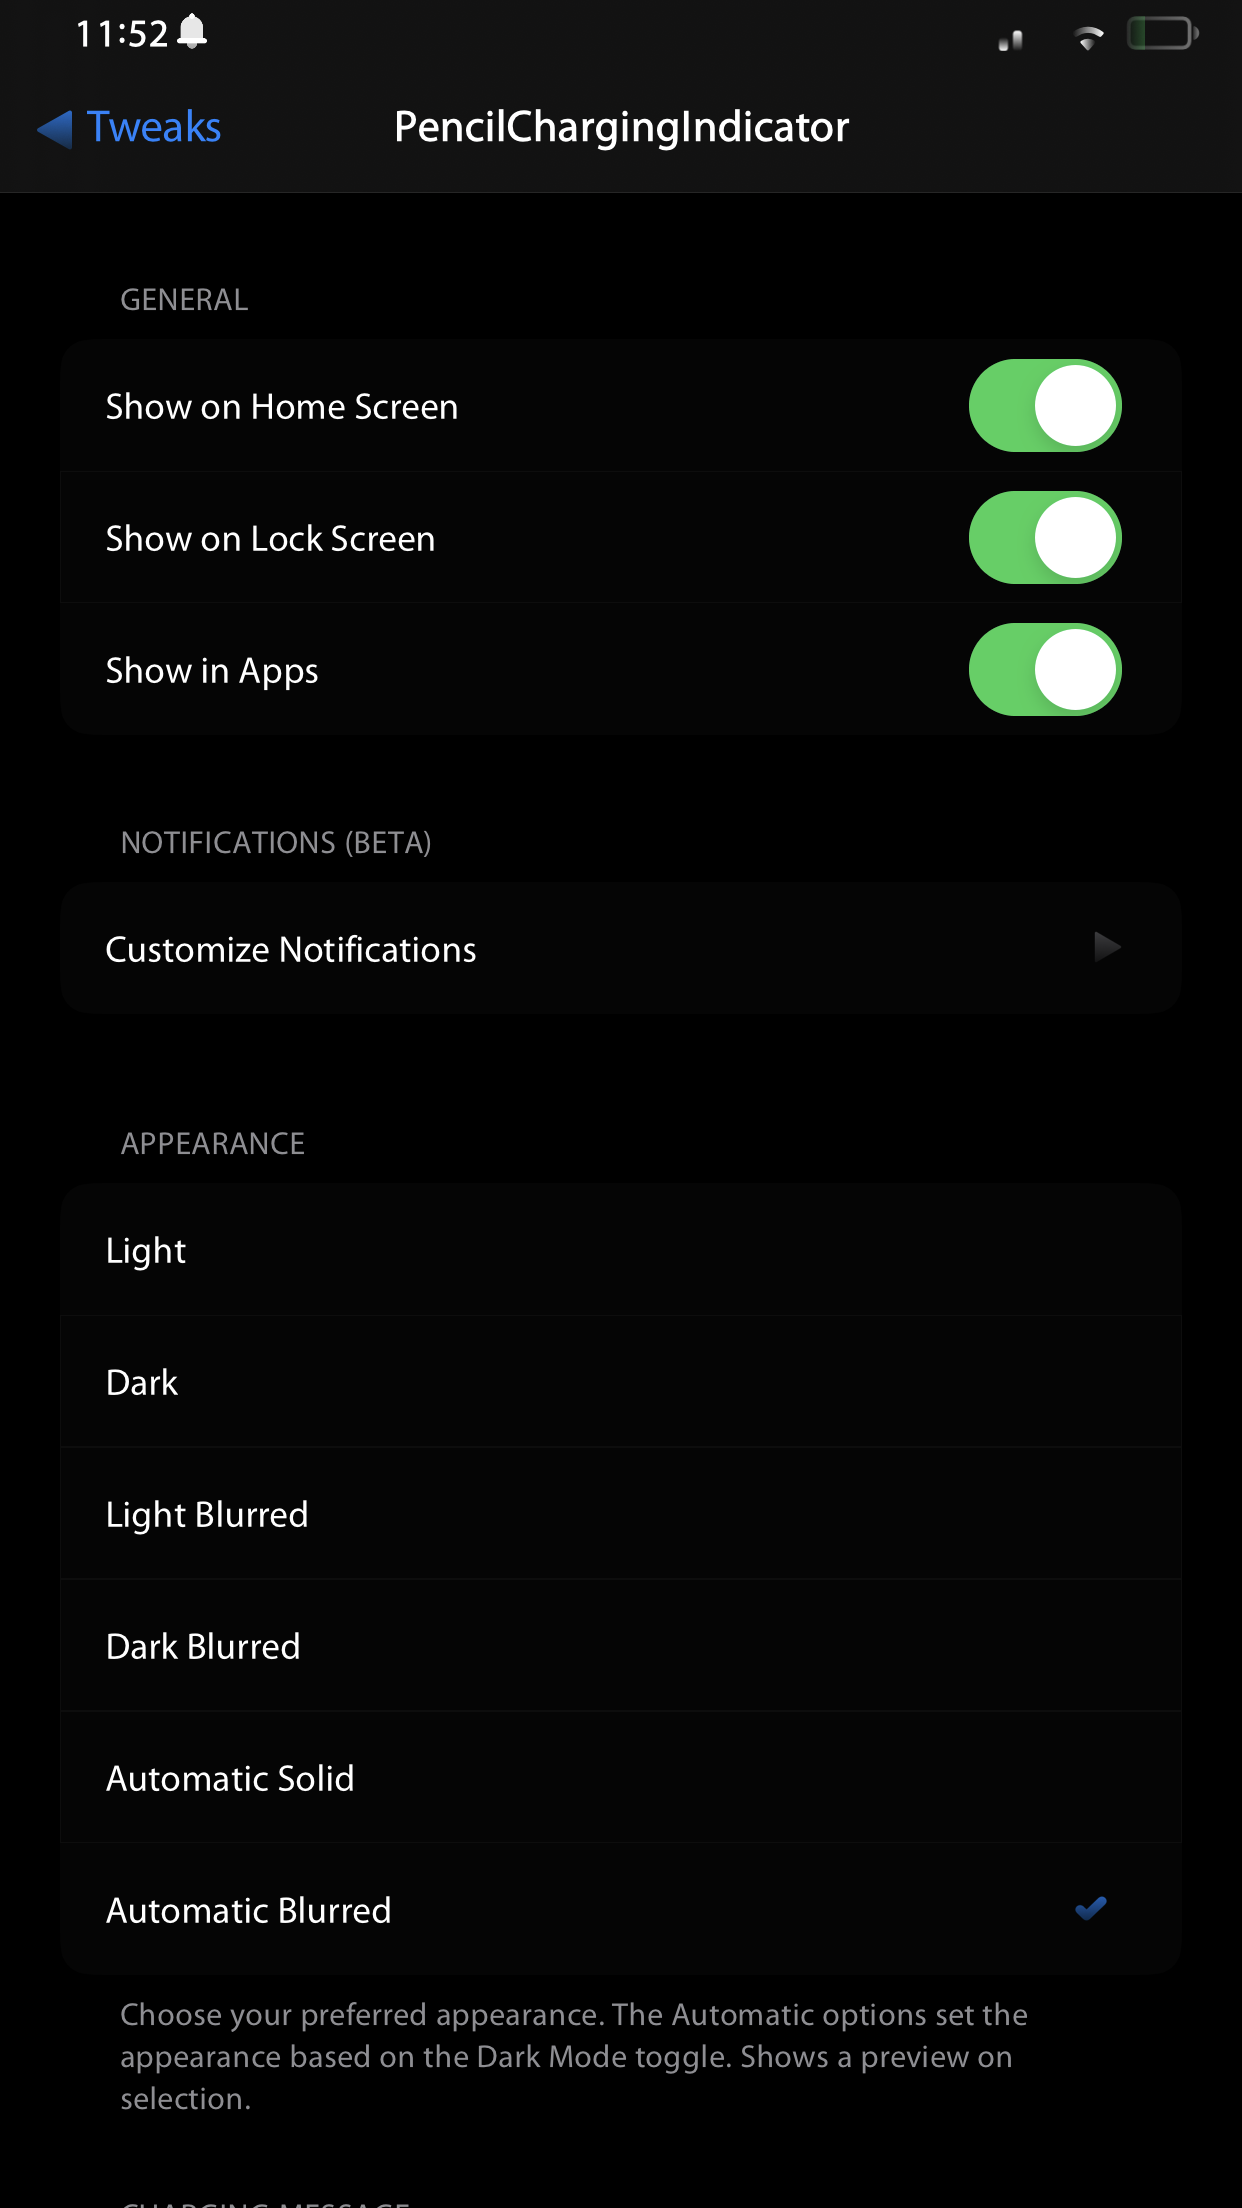 11:52
Tweaks
PencilChargingIndicator
GENERAL
Show on Home Screen
Show on Lock Screen
Show in Apps
NOTIFICATIONS (BETA)
Customize Notifications
APPEARANCE
Light
Dark
Light Blurred
Dark Blurred
Automatic Solid
Automatic Blurred
Choose your preferred appearance. The Automatic options set the
appearance based on the Dark Mode toggle. Shows a preview on
selection.
CHARGING MESSAGE